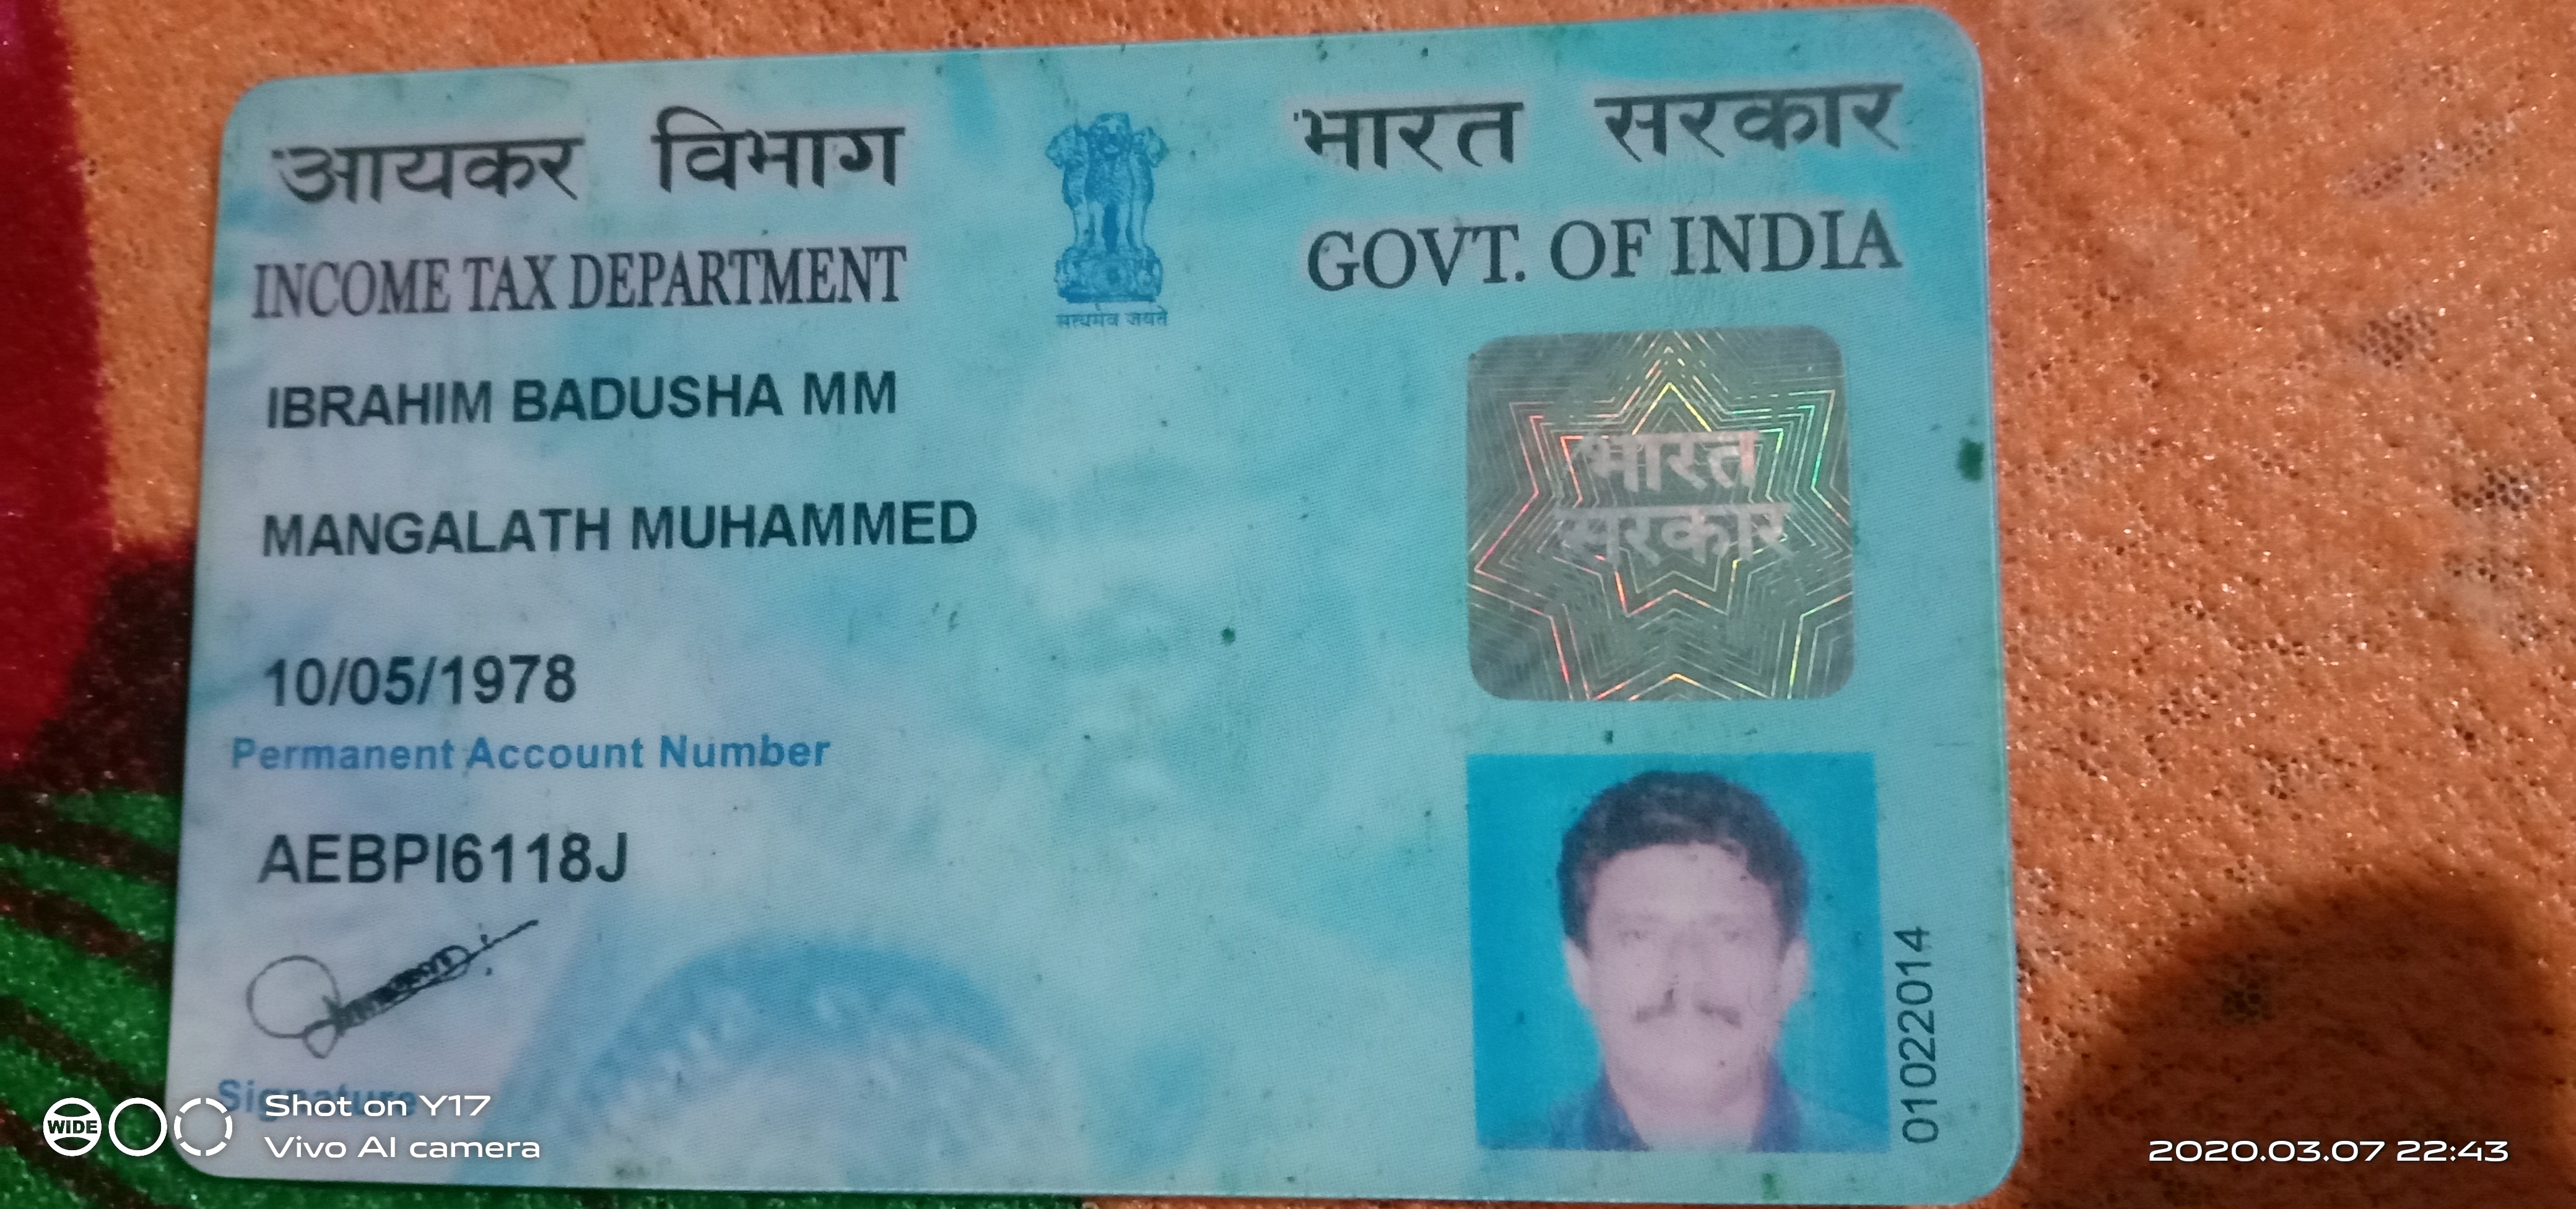 आयकर विभाग
INCOME TAX DEPARTMENT
सत्यमेव जयते
भारत सरकार
GOVT. OF INDIA
IBRAHIM BADUSHA MM
MANGALATH MUHAMMED
10/05/1978
Permanent Account Number
AEBPI6118J
Signature
भारत
सरकार
01022014
WIDE
Shot on Y17
Vivo AI camera
2020.03.07 22:43